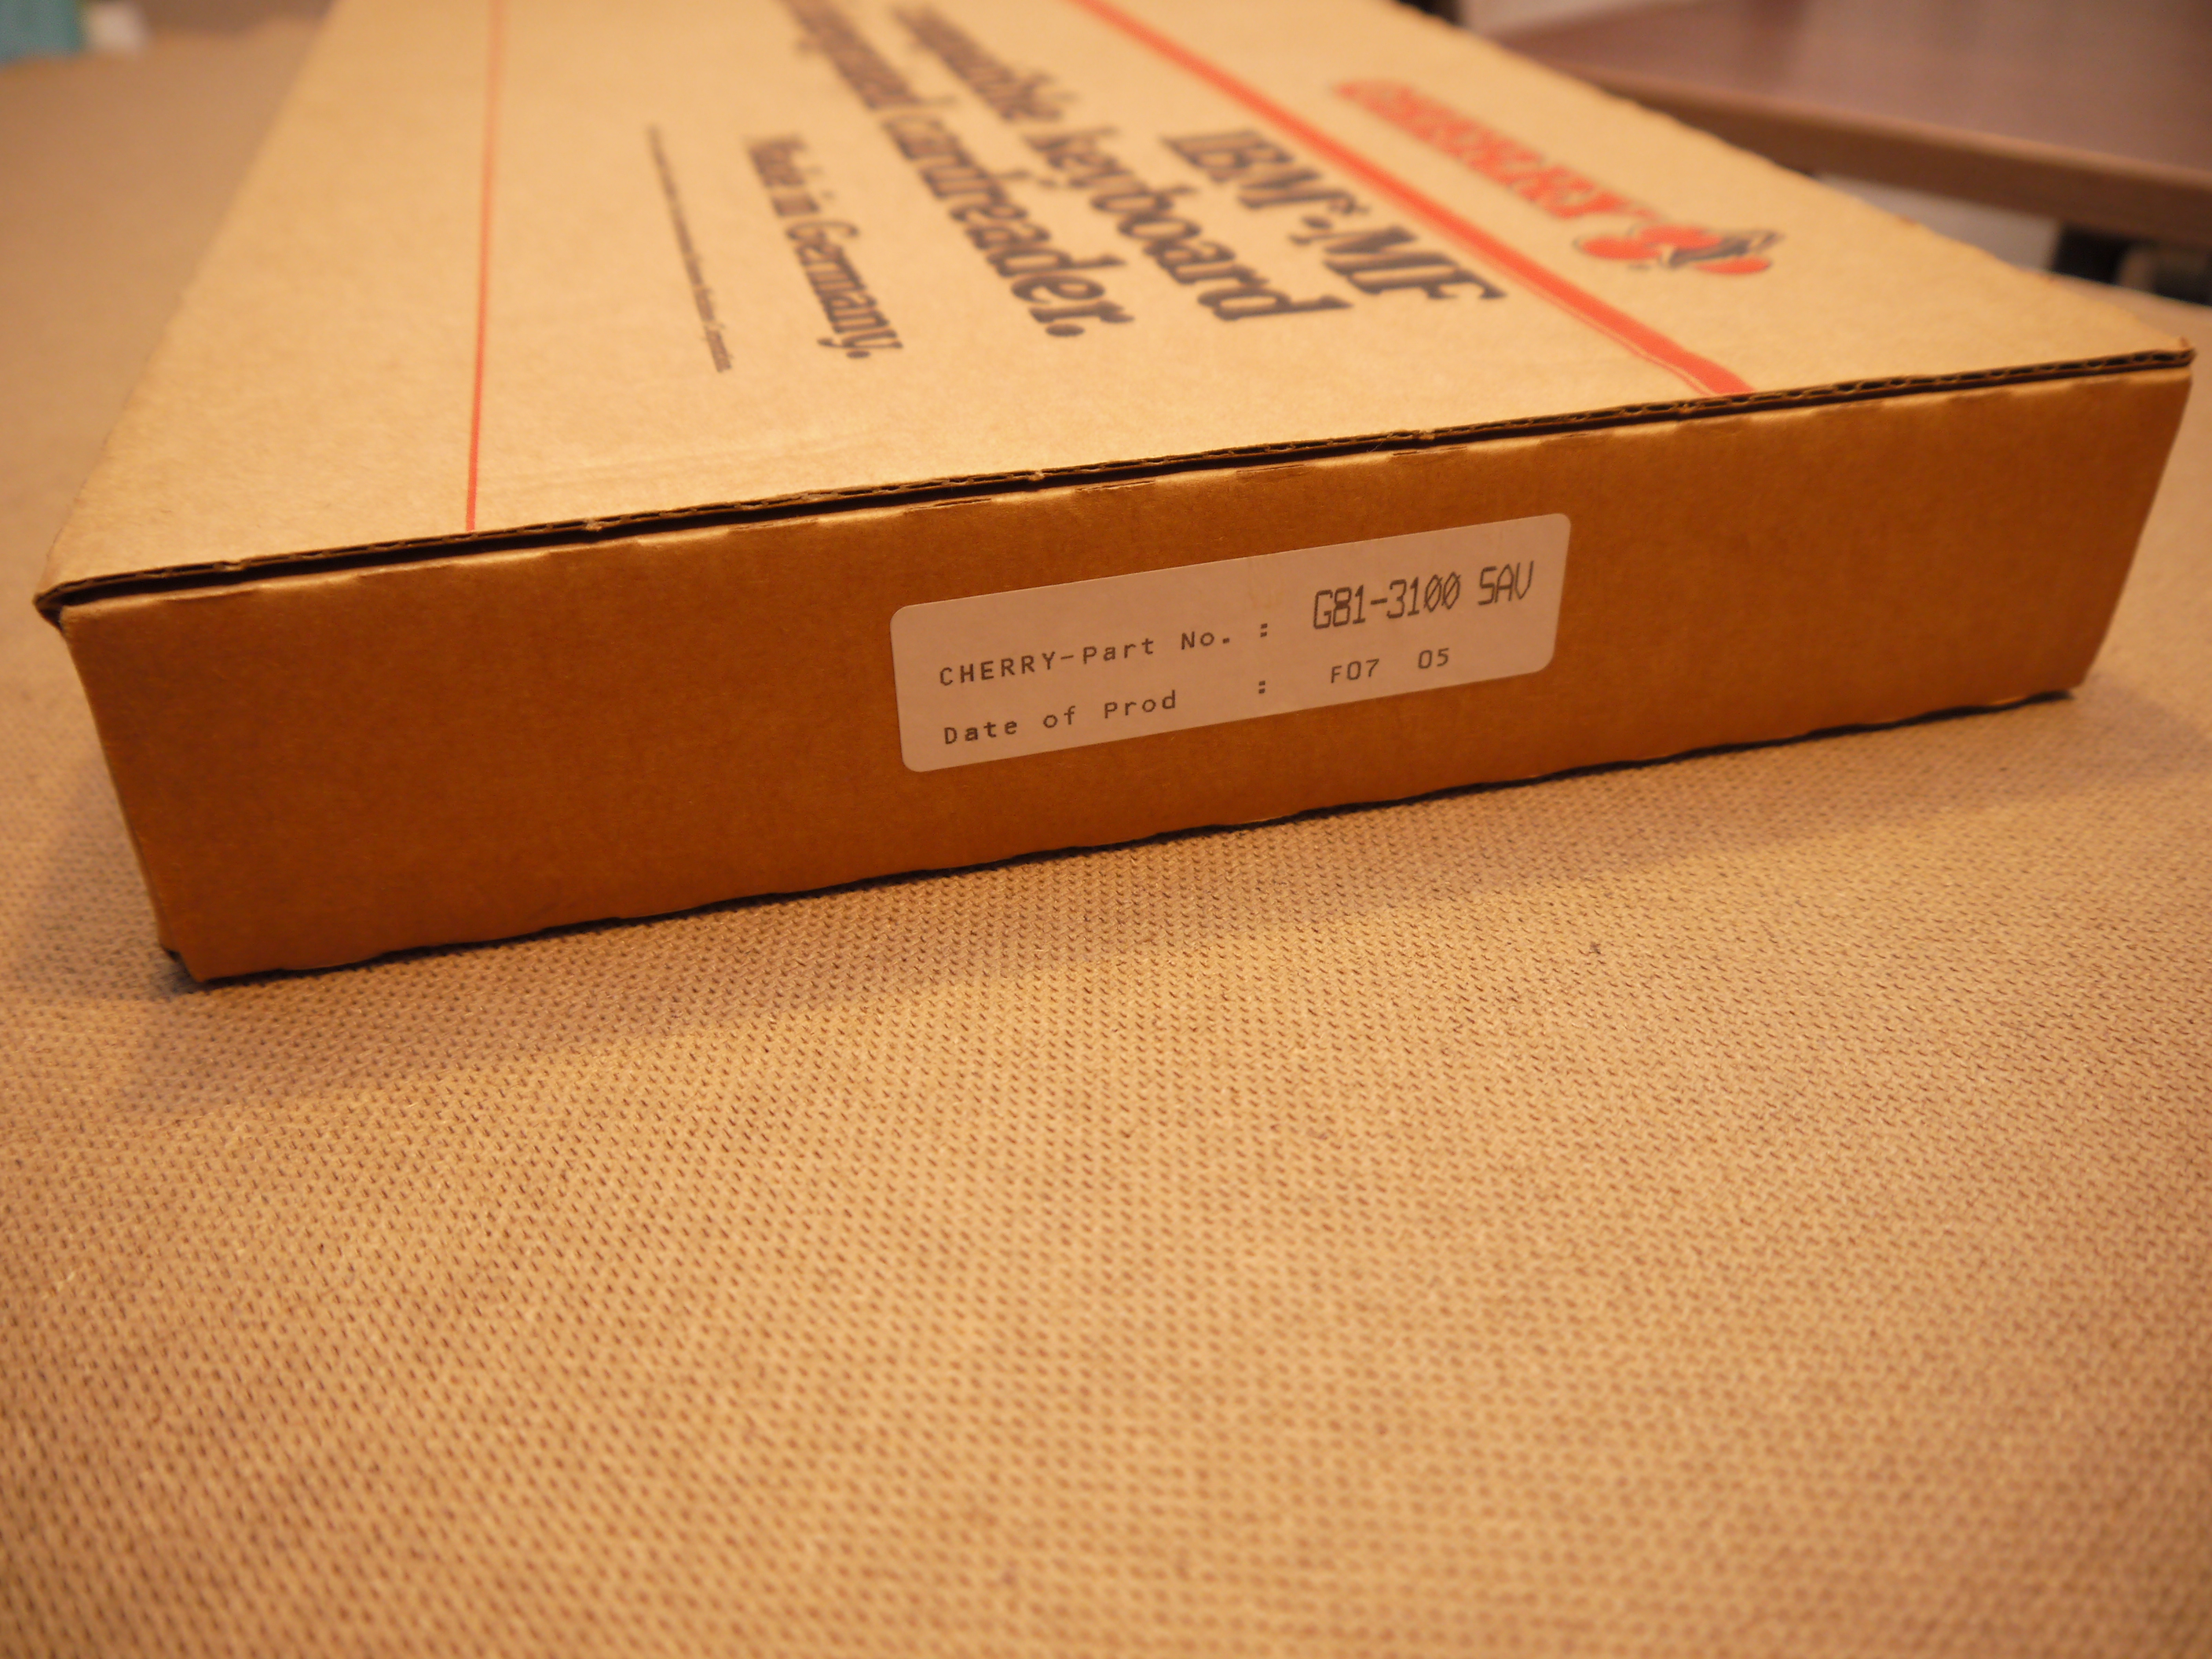 CHERRY
IBM®-MF
compatible keyboard
cardreader.
Made in Germany.
CHERRY-Part No. : G81-3100 SAV
Date of Prod : F07 05